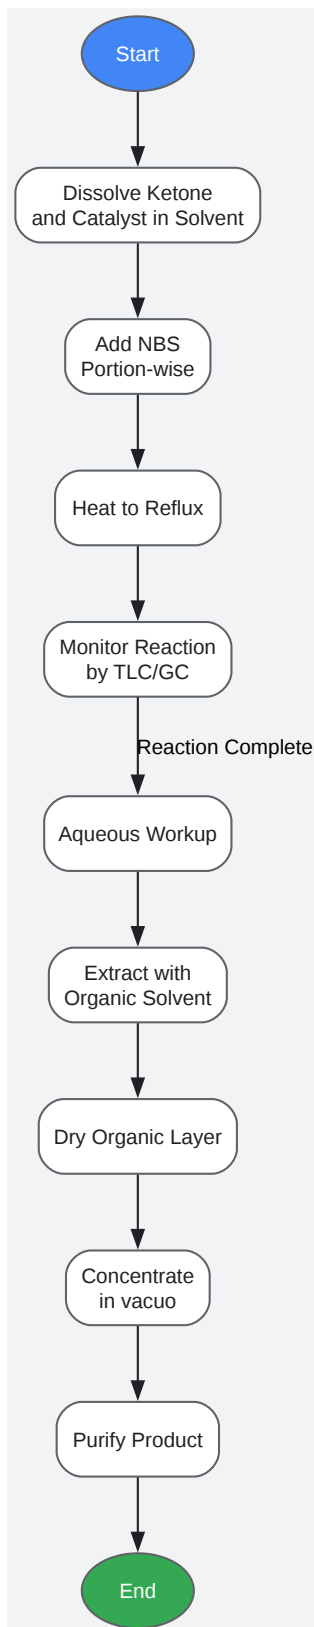 Start
Dissolve Ketone
and Catalyst in Solvent
Add NBS
Portion-wise
Heat to Reflux
Monitor Reaction
by TLC/GC
Reaction Complete
Aqueous Workup
Extract with
Organic Solvent
Dry Organic Layer
Concentrate
in vacuo
Purify Product
End